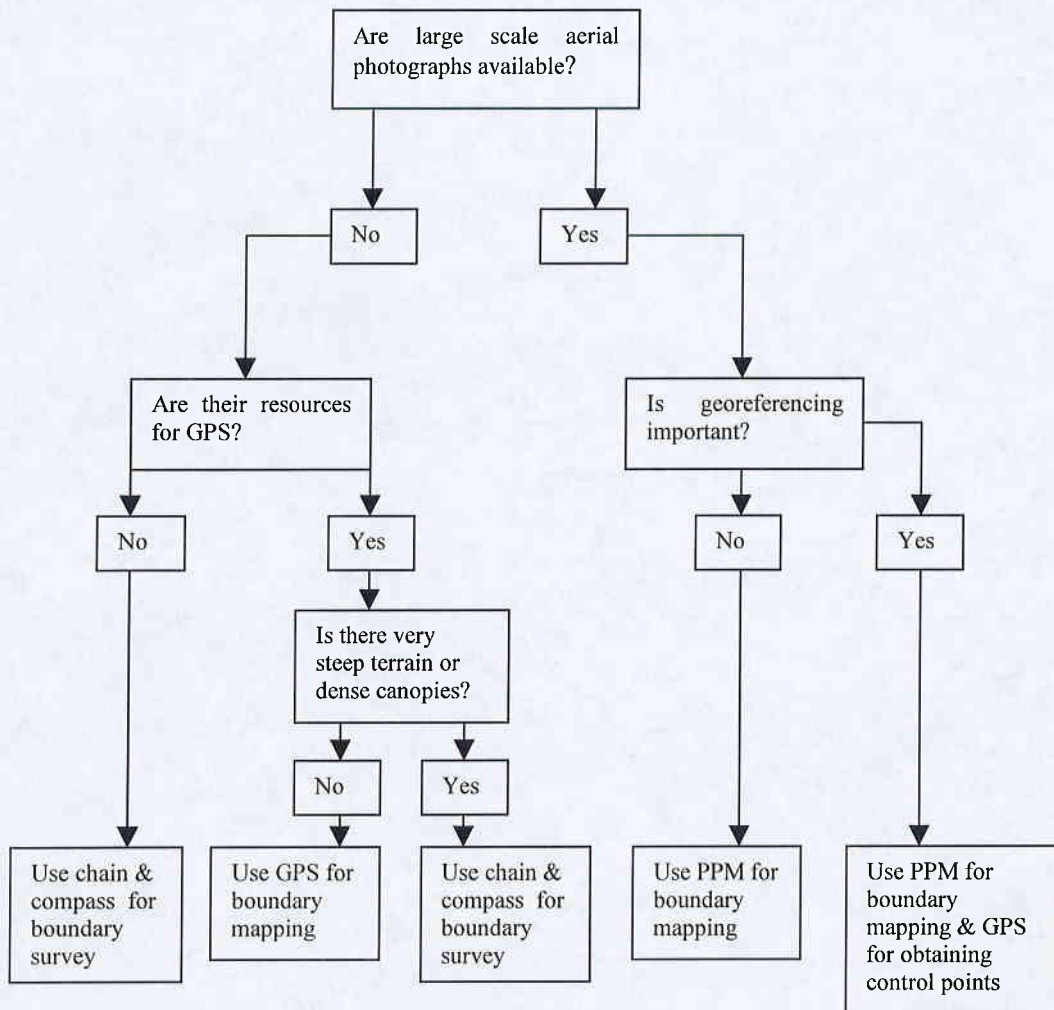 Are large scale aerial
photographs available?
No
Yes
Are their resources
for GPS?
Is georeferencing
important?
No
Yes
No
Yes
Is there very
steep terrain or
dense canopies?
No
Yes
Use chain &
compass for
boundary
survey
Use GPS for
boundary
mapping
Use chain &
compass for
boundary
survey
Use PPM for
boundary
mapping
Use PPM for
boundary
mapping & GPS
for obtaining
control points